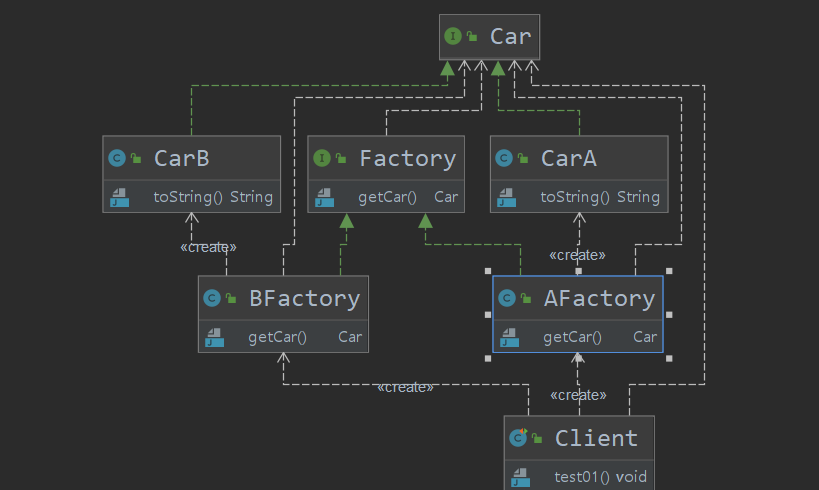 Car
CarB
Factory
CarA
toString() String
getCar() Car
toString() String
«create»
«create»
BFactory
AFactory
getCar() Car
getCar() Car
«create»
«create»
Client
test01() void